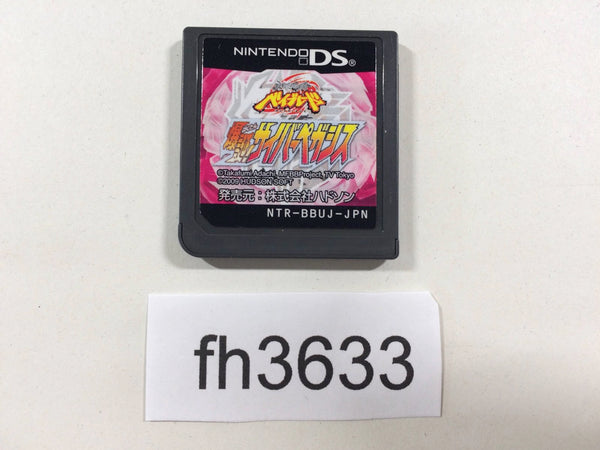 NINTENDO DS®
ベイブレード
爆誕!サイバーペガシス
©Takafumi Adachi, MFBBProject, TV Tokyo
©2009 HUDSON SOFT
発売元：株式会社ハドソン
NTR-BBUJ-JPN
fh3633